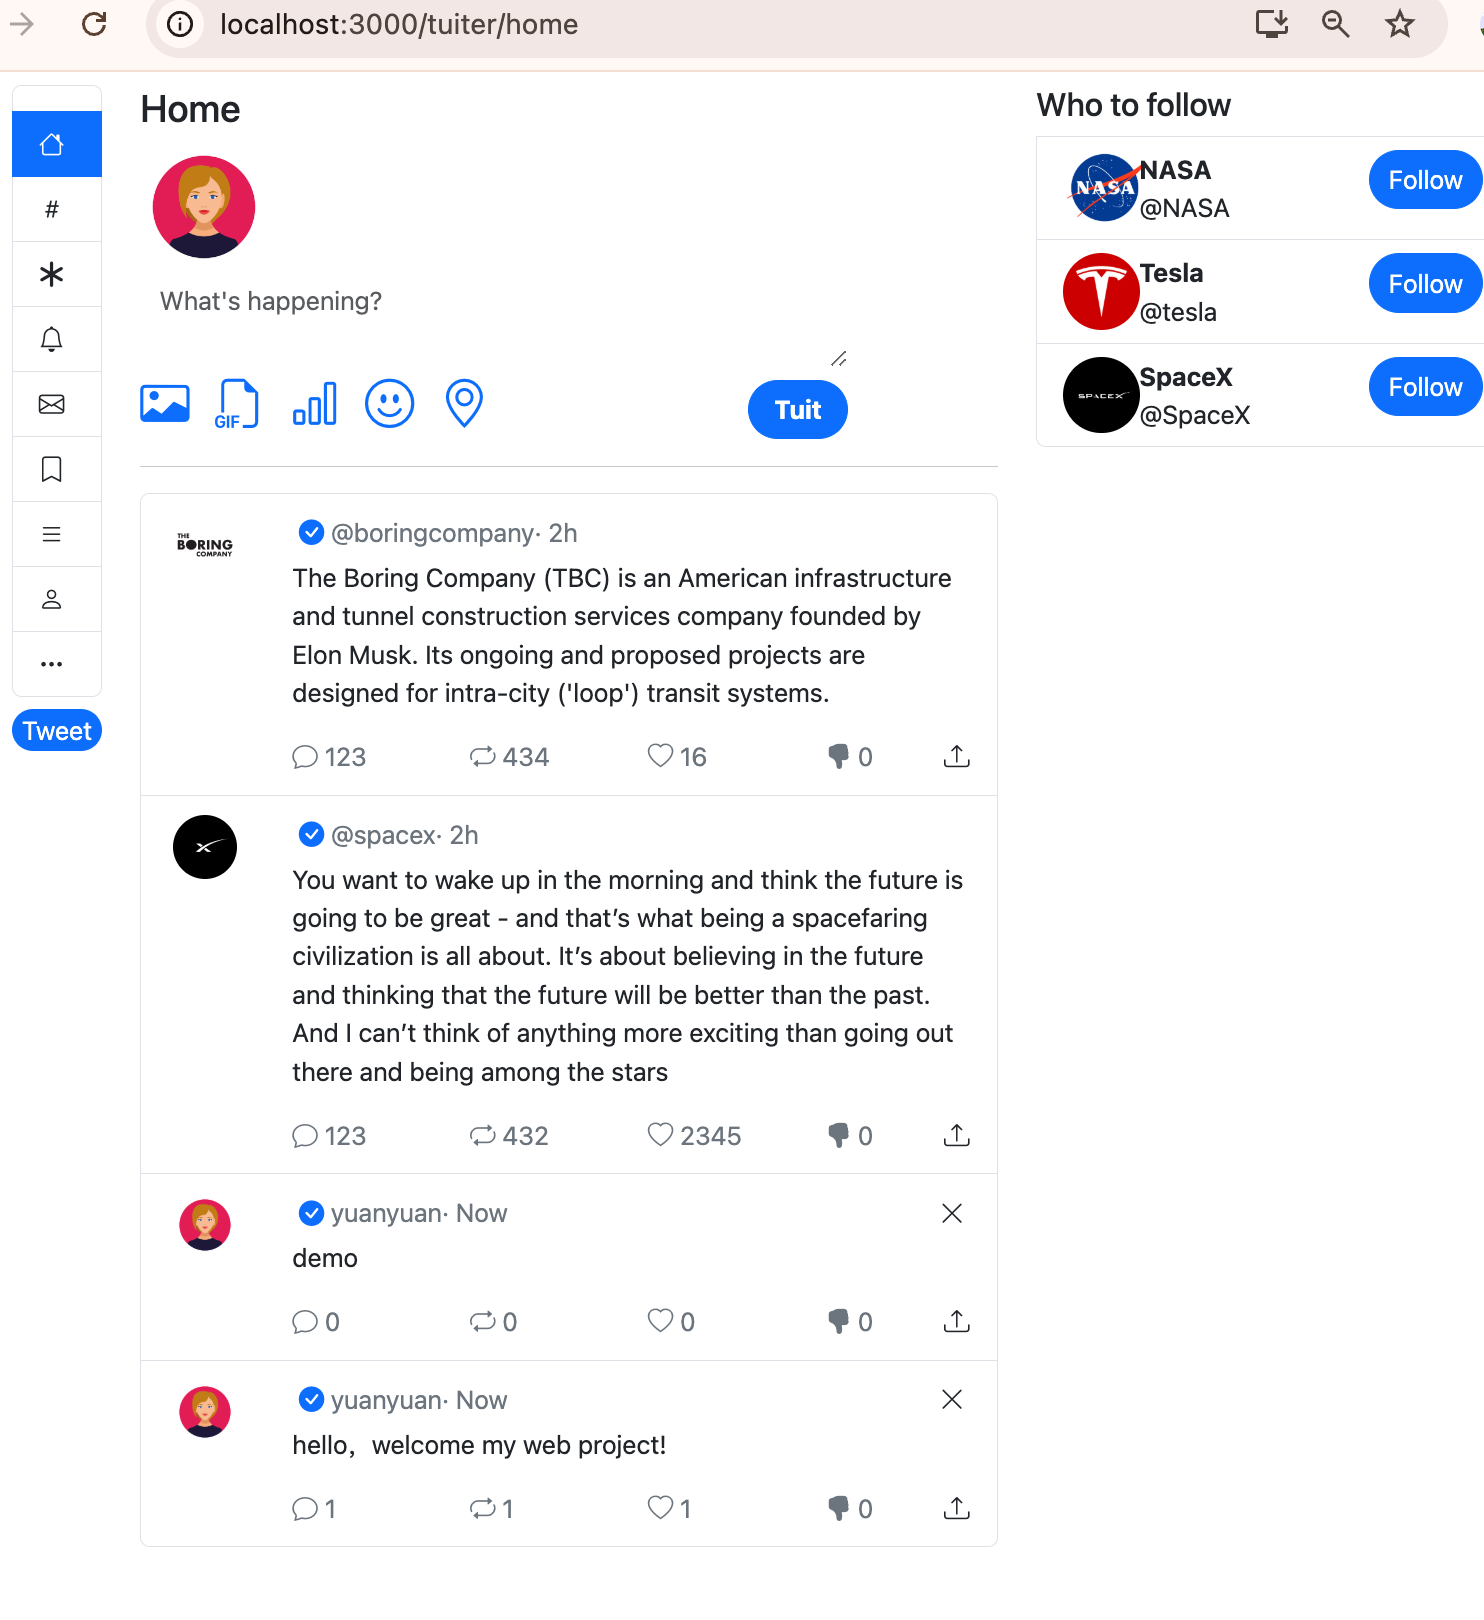 localhost:3000/tuiter/home
Home
What's happening?
GIF
Tuit
Who to follow
NASA
NASA
@NASA
Follow
Tesla
@tesla
Follow
SPACEX
SpaceX
@SpaceX
Follow
#
Tweet
THE
BORING
COMPANY
@boringcompany· 2h
The Boring Company (TBC) is an American infrastructure
and tunnel construction services company founded by
Elon Musk. Its ongoing and proposed projects are
designed for intra-city ('loop') transit systems.
123 434 16 0
@spacex· 2h
You want to wake up in the morning and think the future is
going to be great - and that’s what being a spacefaring
civilization is all about. It’s about believing in the future
and thinking that the future will be better than the past.
And I can’t think of anything more exciting than going out
there and being among the stars
123 432 2345 0
yuanyuan· Now
demo
0 0 0 0
yuanyuan· Now
hello，welcome my web project!
1 1 1 0